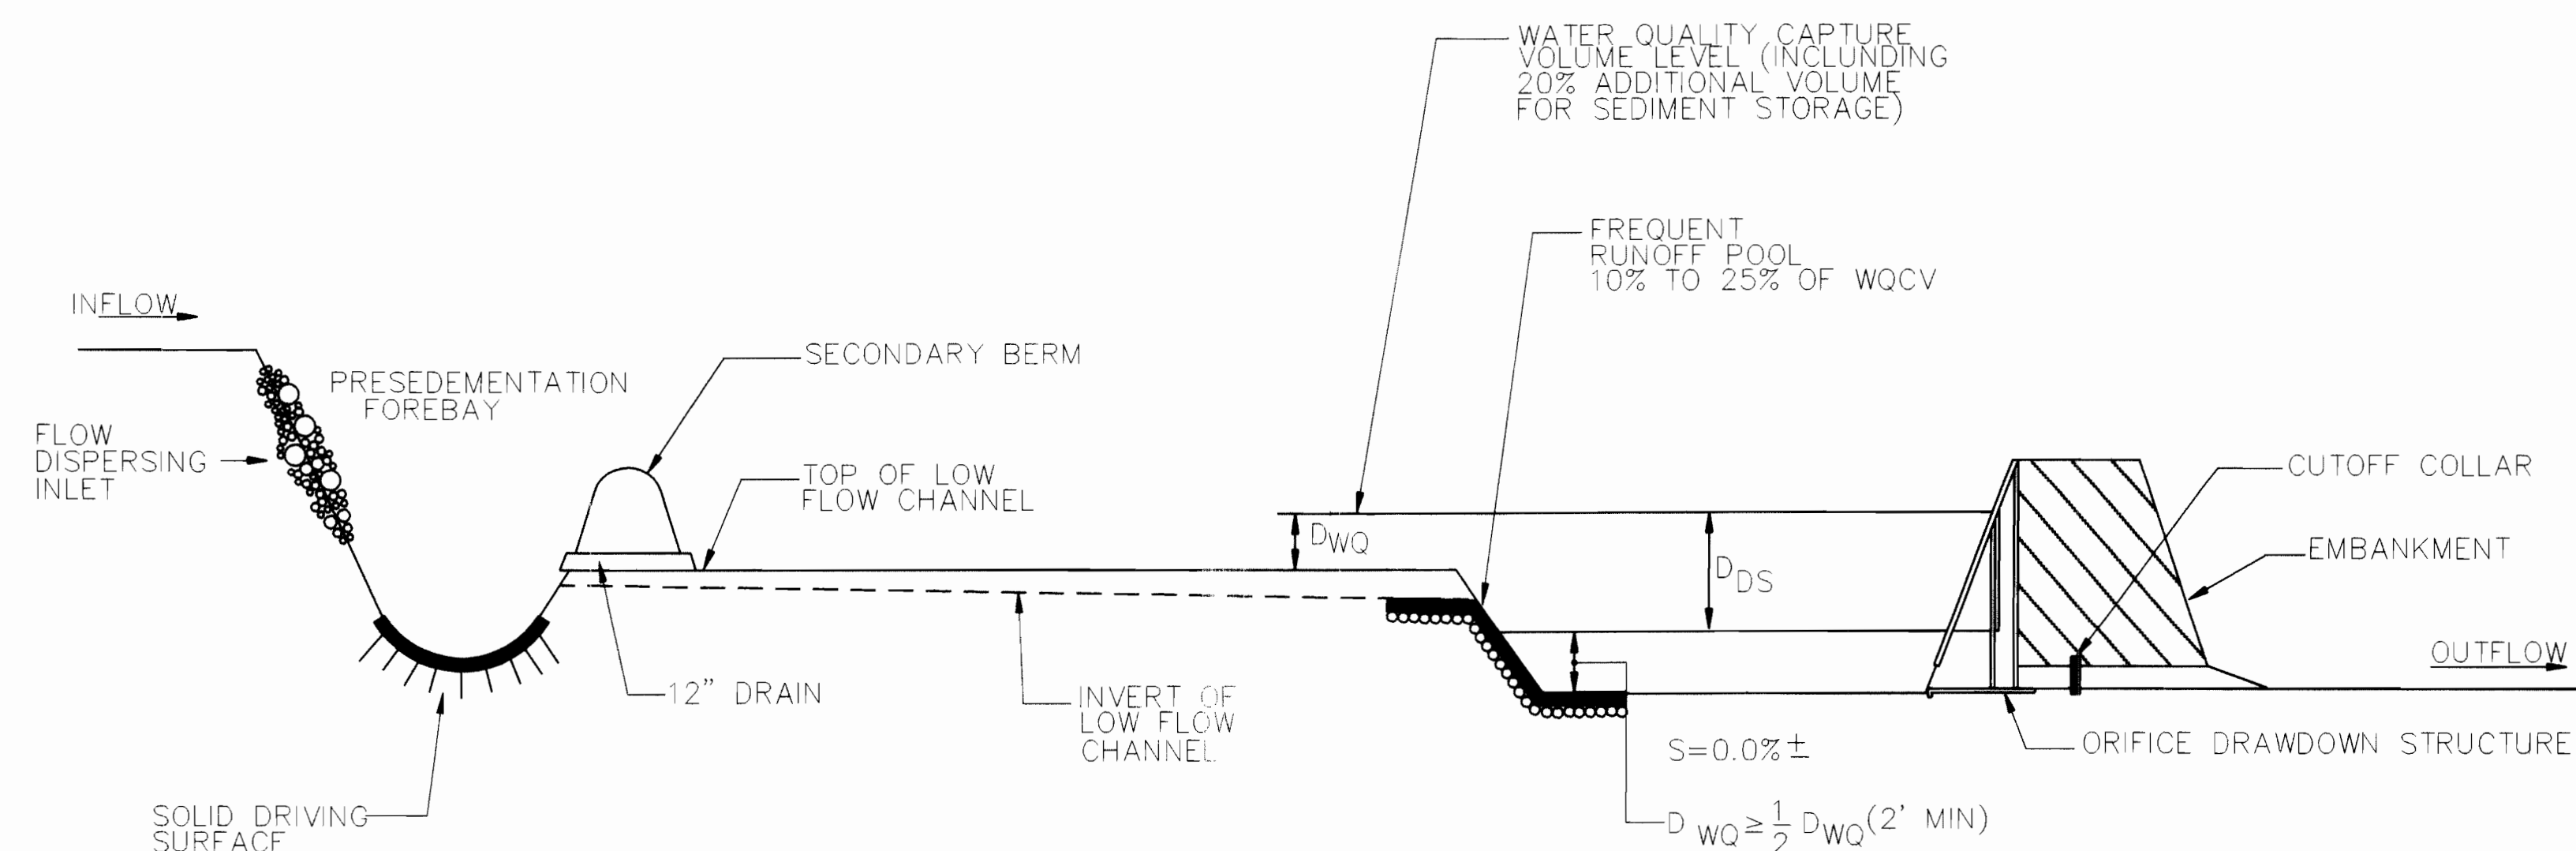 WATER QUALITY CAPTURE
VOLUME LEVEL (INCLUNDING
20% ADDITIONAL VOLUME
FOR SEDIMENT STORAGE)
FREQUENT
RUNOFF POOL
10% TO 25% OF WQCV
INFLOW
SECONDARY BERM
PRESEDEMENTATION
FOREBAY
FLOW
DISPERSING
INLET
TOP OF LOW
FLOW CHANNEL
CUTOFF COLLAR
DWQ
DDS
EMBANKMENT
OUTFLOW
12" DRAIN
INVERT OF
LOW FLOW
CHANNEL
S=0.0%±
ORIFICE DRAWDOWN STRUCTURE
SOLID DRIVING
SURFACE
D WQ ≥ 1/2 DWQ (2' MIN)